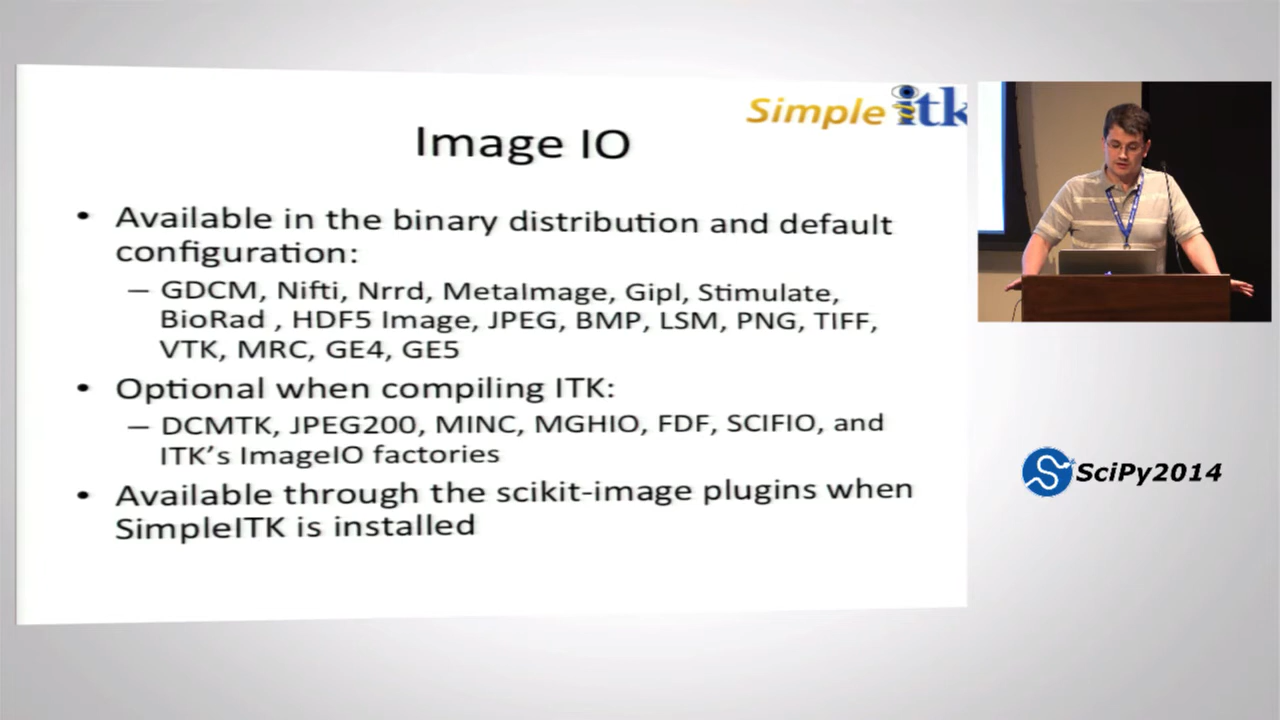 Simple itk
Image IO
• Available in the binary distribution and default
configuration:
– GDCM, Nifti, Nrrd, MetaImage, Gipl, Stimulate,
BioRad , HDF5 Image, JPEG, BMP, LSM, PNG, TIFF,
VTK, MRC, GE4, GE5
• Optional when compiling ITK:
– DCMTK, JPEG200, MINC, MGHIO, FDF, SCIFIO, and
ITK’s ImageIO factories
• Available through the scikit-image plugins when
SimpleITK is installed
SciPy2014